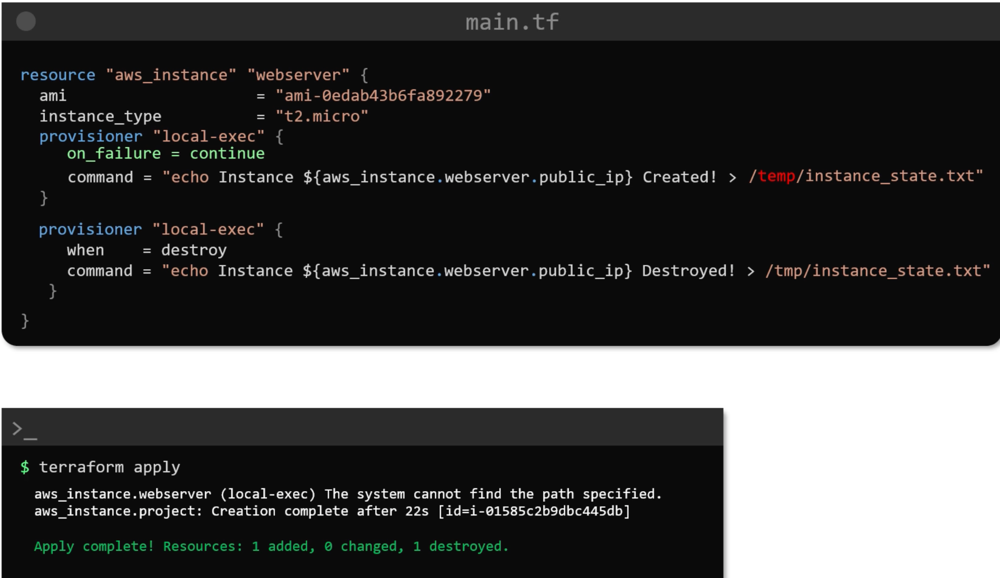 main.tf
resource "aws_instance" "webserver" {
  ami                    = "ami-0edab43b6fa892279"
  instance_type          = "t2.micro"
  provisioner "local-exec" {
     on_failure = continue
     command = "echo Instance ${aws_instance.webserver.public_ip} Created! > /temp/instance_state.txt"
  }
  provisioner "local-exec" {
     when    = destroy
     command = "echo Instance ${aws_instance.webserver.public_ip} Destroyed! > /tmp/instance_state.txt"
   }
}
>_
$ terraform apply
aws_instance.webserver (local-exec) The system cannot find the path specified.
aws_instance.project: Creation complete after 22s [id=i-01585c2b9dbc445db]
Apply complete! Resources: 1 added, 0 changed, 1 destroyed.